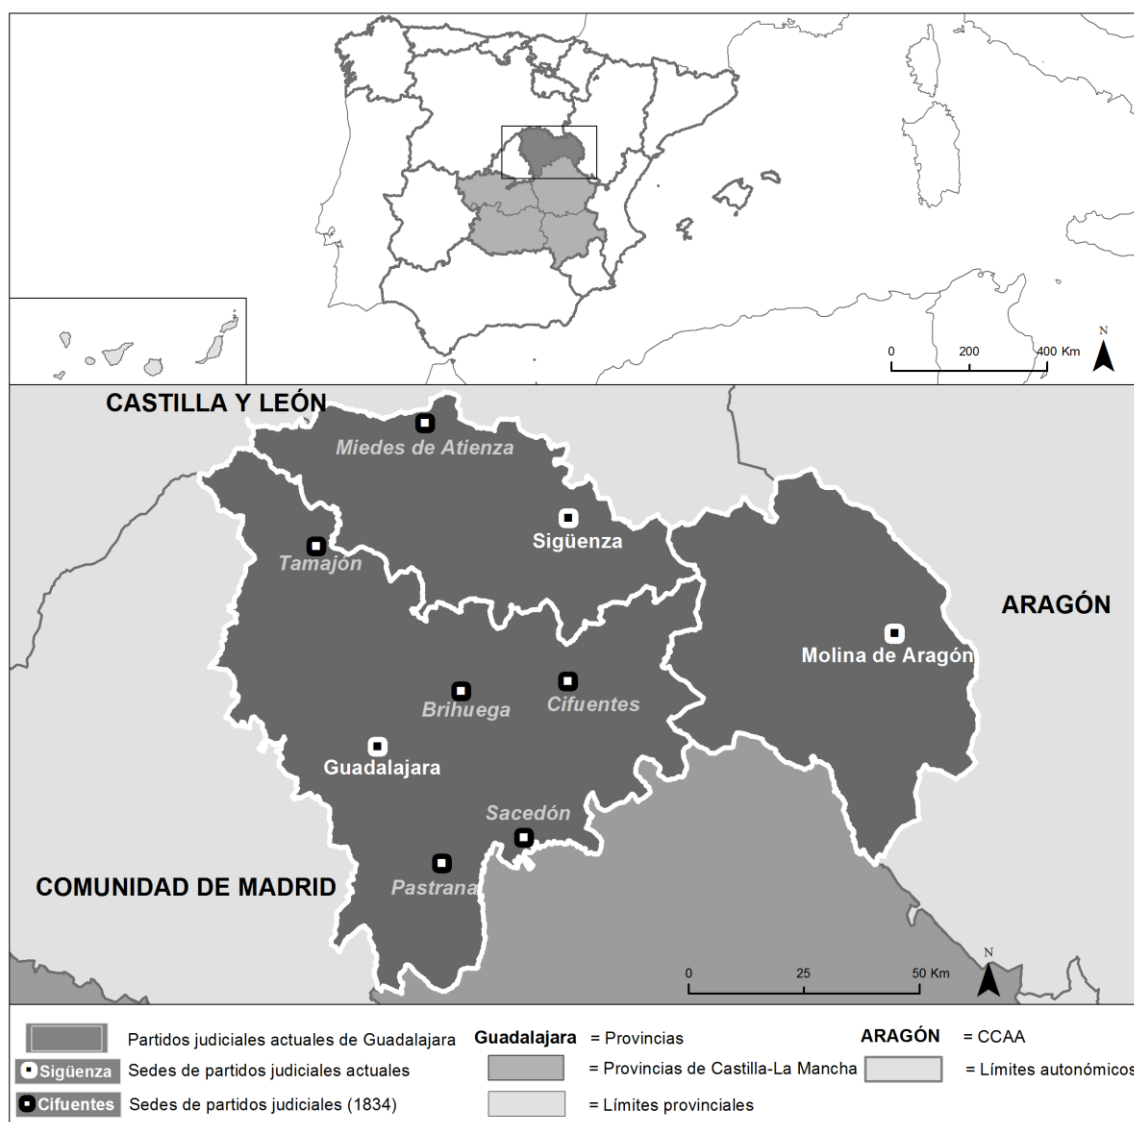 N
0 200 400 Km
CASTILLA Y LEÓN
Miedes de Atienza
Sigüenza
Tamajón
ARAGÓN
Molina de Aragón
Cifuentes
Brihuega
Guadalajara
Sacedón
COMUNIDAD DE MADRID
Pastrana
N
0 25 50 Km
Partidos judiciales actuales de Guadalajara
Guadalajara = Provincias
ARAGÓN = CCAA
Sigüenza Sedes de partidos judiciales actuales
= Provincias de Castilla-La Mancha
= Límites autonómicos
Cifuentes Sedes de partidos judiciales (1834)
= Límites provinciales